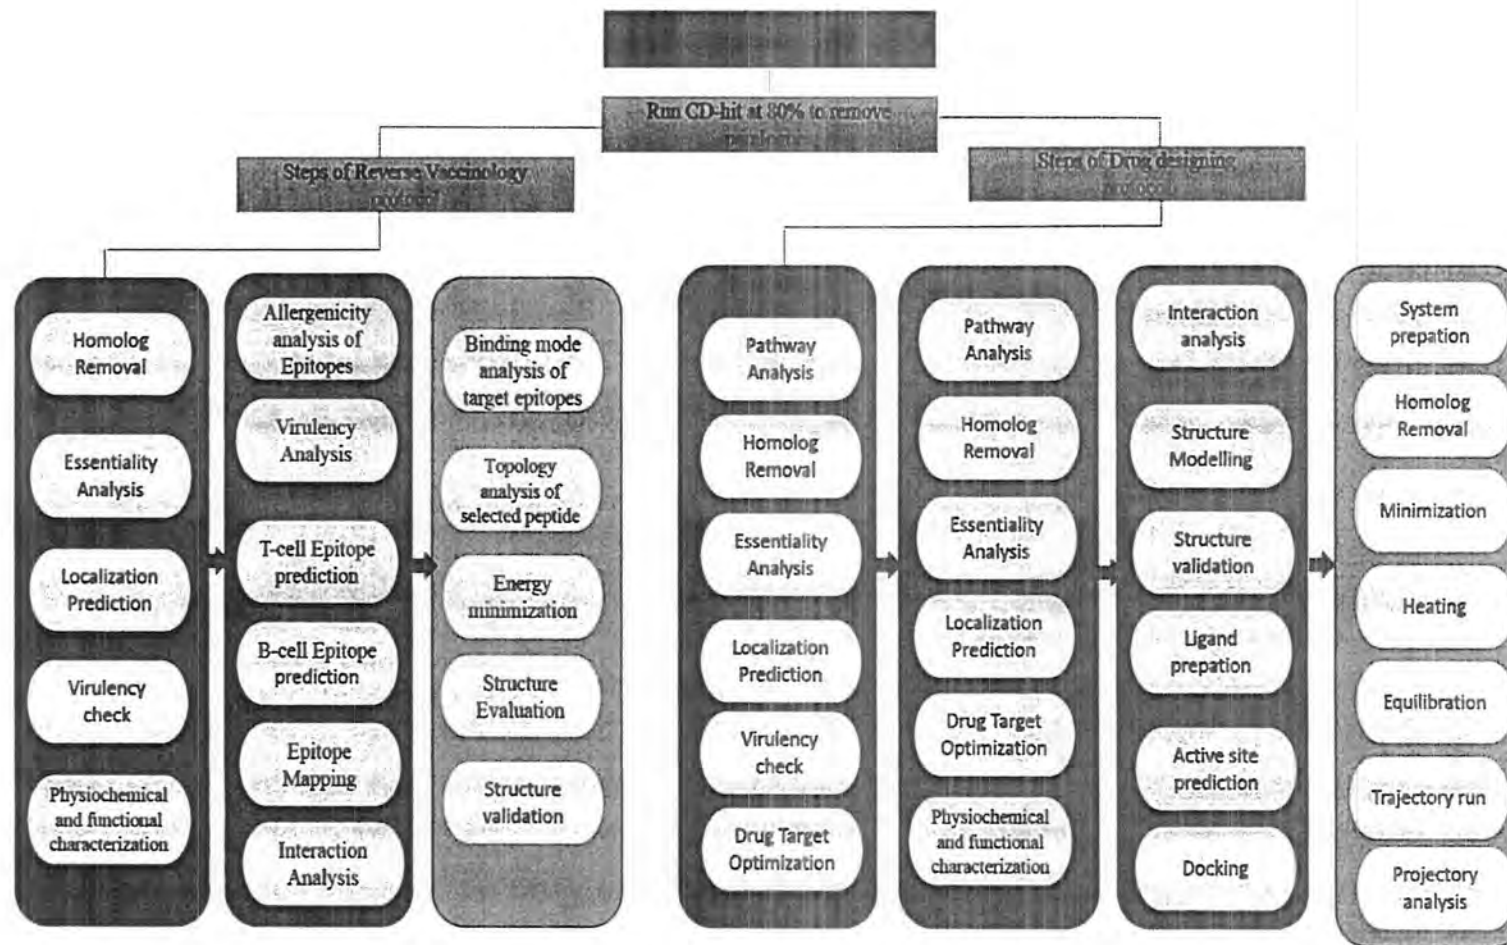 Run CD-hit at 80% to remove
Steps of Reverse Vaccinology
protocol
Steps of Drug designing
protocol
Homolog
Removal
Essentiality
Analysis
Localization
Prediction
Virulency
check
Physiochemical
and functional
characterization
Allergenicity
analysis of
Epitopes
Virulency
Analysis
T-cell Epitope
prediction
B-cell Epitope
prediction
Epitope
Mapping
Interaction
Analysis
Binding mode
analysis of
target epitopes
Topology
analysis of
selected peptide
Energy
minimization
Structure
Evaluation
Structure
validation
Pathway
Analysis
Homolog
Removal
Essentiality
Analysis
Localization
Prediction
Virulency
check
Drug Target
Optimization
Pathway
Analysis
Homolog
Removal
Essentiality
Analysis
Localization
Prediction
Drug Target
Optimization
Physiochemical
and functional
characterization
Interaction
analysis
Structure
Modelling
Structure
validation
Ligand
prepation
Active site
prediction
Docking
System
prepation
Homolog
Removal
Minimization
Heating
Equilibration
Trajectory run
Projectory
analysis